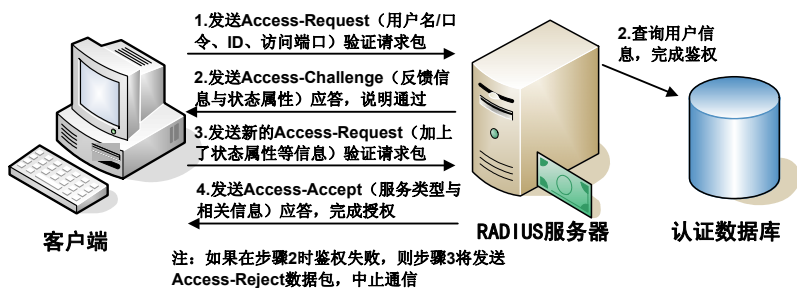 1.发送Access-Request（用户名/口
令、ID、访问端口）验证请求包
2.查询用户信
息，完成鉴权
2.发送Access-Challenge（反馈信
息与状态属性）应答，说明通过
3.发送新的Access-Request（加上
了状态属性等信息）验证请求包
4.发送Access-Accept（服务类型与
相关信息）应答，完成授权
客户端
RADIUS服务器
认证数据库
注：如果在步骤2时鉴权失败，则步骤3将发送
Access-Reject数据包，中止通信